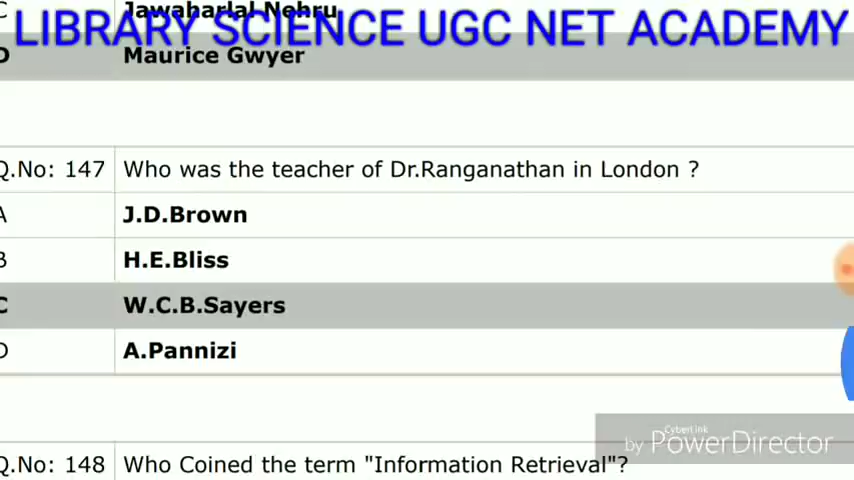 C Jawaharlal Nehru
LIBRARY SCIENCE UGC NET ACADEMY
D Maurice Gwyer
Q.No: 147 Who was the teacher of Dr.Ranganathan in London ?
A J.D.Brown
B H.E.Bliss
C W.C.B.Sayers
D A.Pannizi
CyberLink
by PowerDirector
Q.No: 148 Who Coined the term "Information Retrieval"?